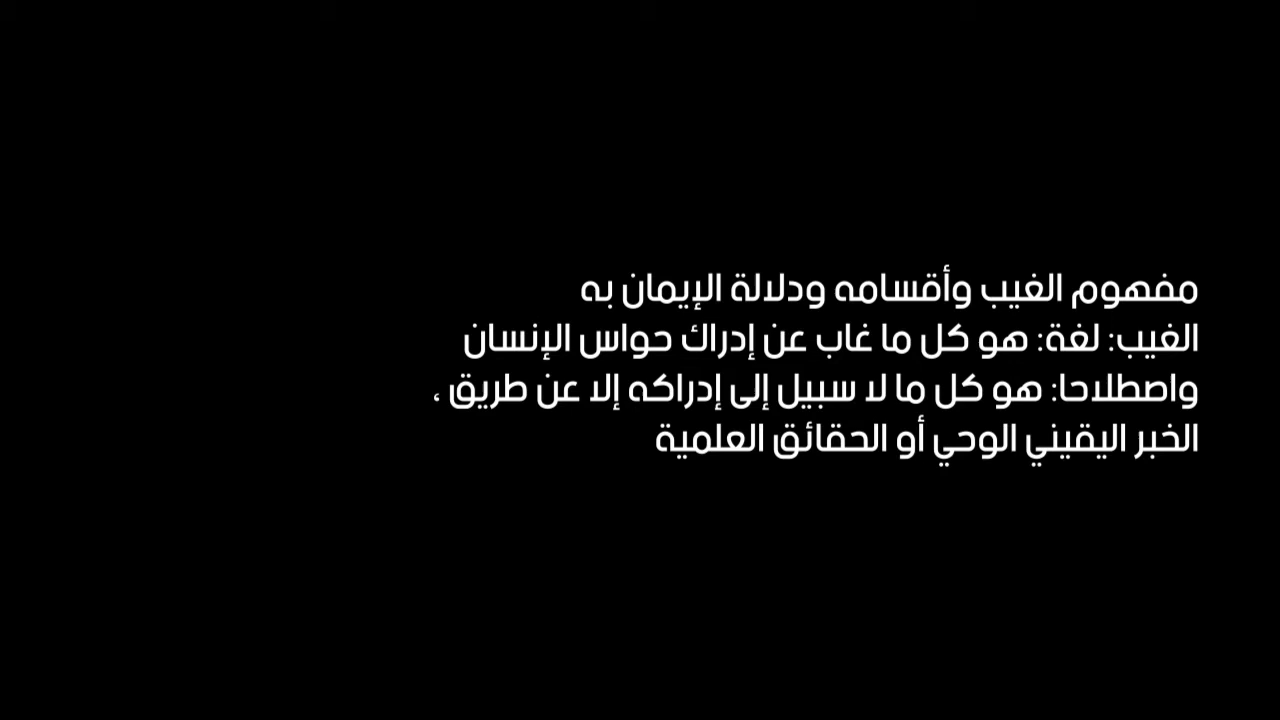 مفهوم الغيب وأقسامه ودلالة الإيمان به
الغيب: لغة: هو كل ما غاب عن إدراك حواس الإنسان
واصطلاحا: هو كل ما لا سبيل إلى إدراكه إلا عن طريق ،
الخبر اليقيني الوحي أو الحقائق العلمية